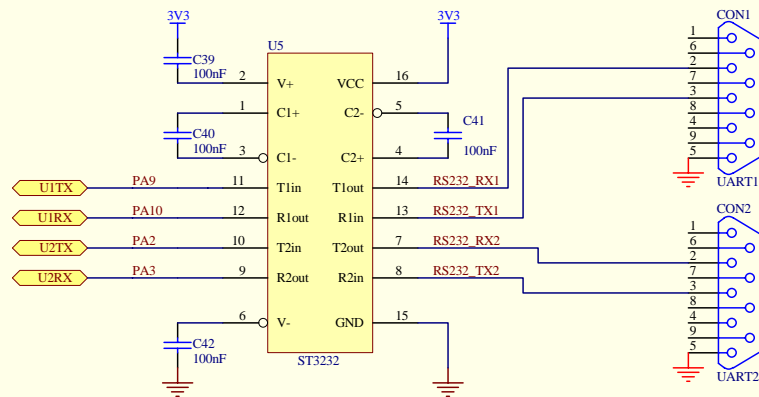 3V3
3V3
CON1
U5
C39
100nF
2 V+ VCC 16
1 C1+ C2- 5
C40
100nF
C41
100nF
3 C1- C2+ 4
U1TX PA9 11 T1in T1out 14 RS232_RX1
U1RX PA10 12 R1out R1in 13 RS232_TX1
U2TX PA2 10 T2in T2out 7 RS232_RX2
U2RX PA3 9 R2out R2in 8 RS232_TX2
6 V- GND 15
C42
100nF
ST3232
1
6
2
7
3
8
4
9
5
UART1
CON2
1
6
2
7
3
8
4
9
5
UART2